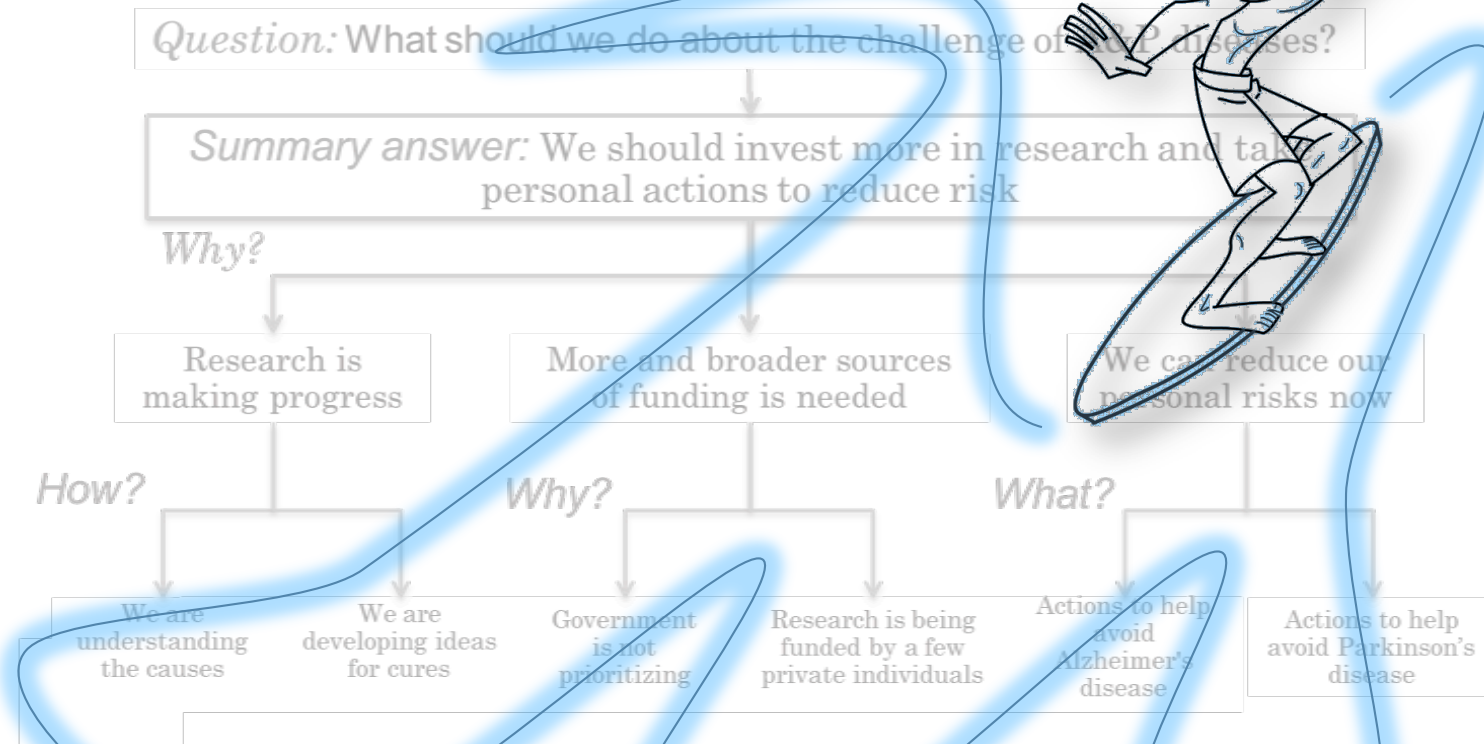 Question: What should we do about the challenge of A&P diseases?
Summary answer: We should invest more in research and take
personal actions to reduce risk
Why?
Research is
making progress
More and broader sources
of funding is needed
We can reduce our
personal risks now
How?
Why?
What?
We are
understanding
the causes
We are
developing ideas
for cures
Government
is not
prioritizing
Research is being
funded by a few
private individuals
Actions to help
avoid
Alzheimer's
disease
Actions to help
avoid Parkinson's
disease